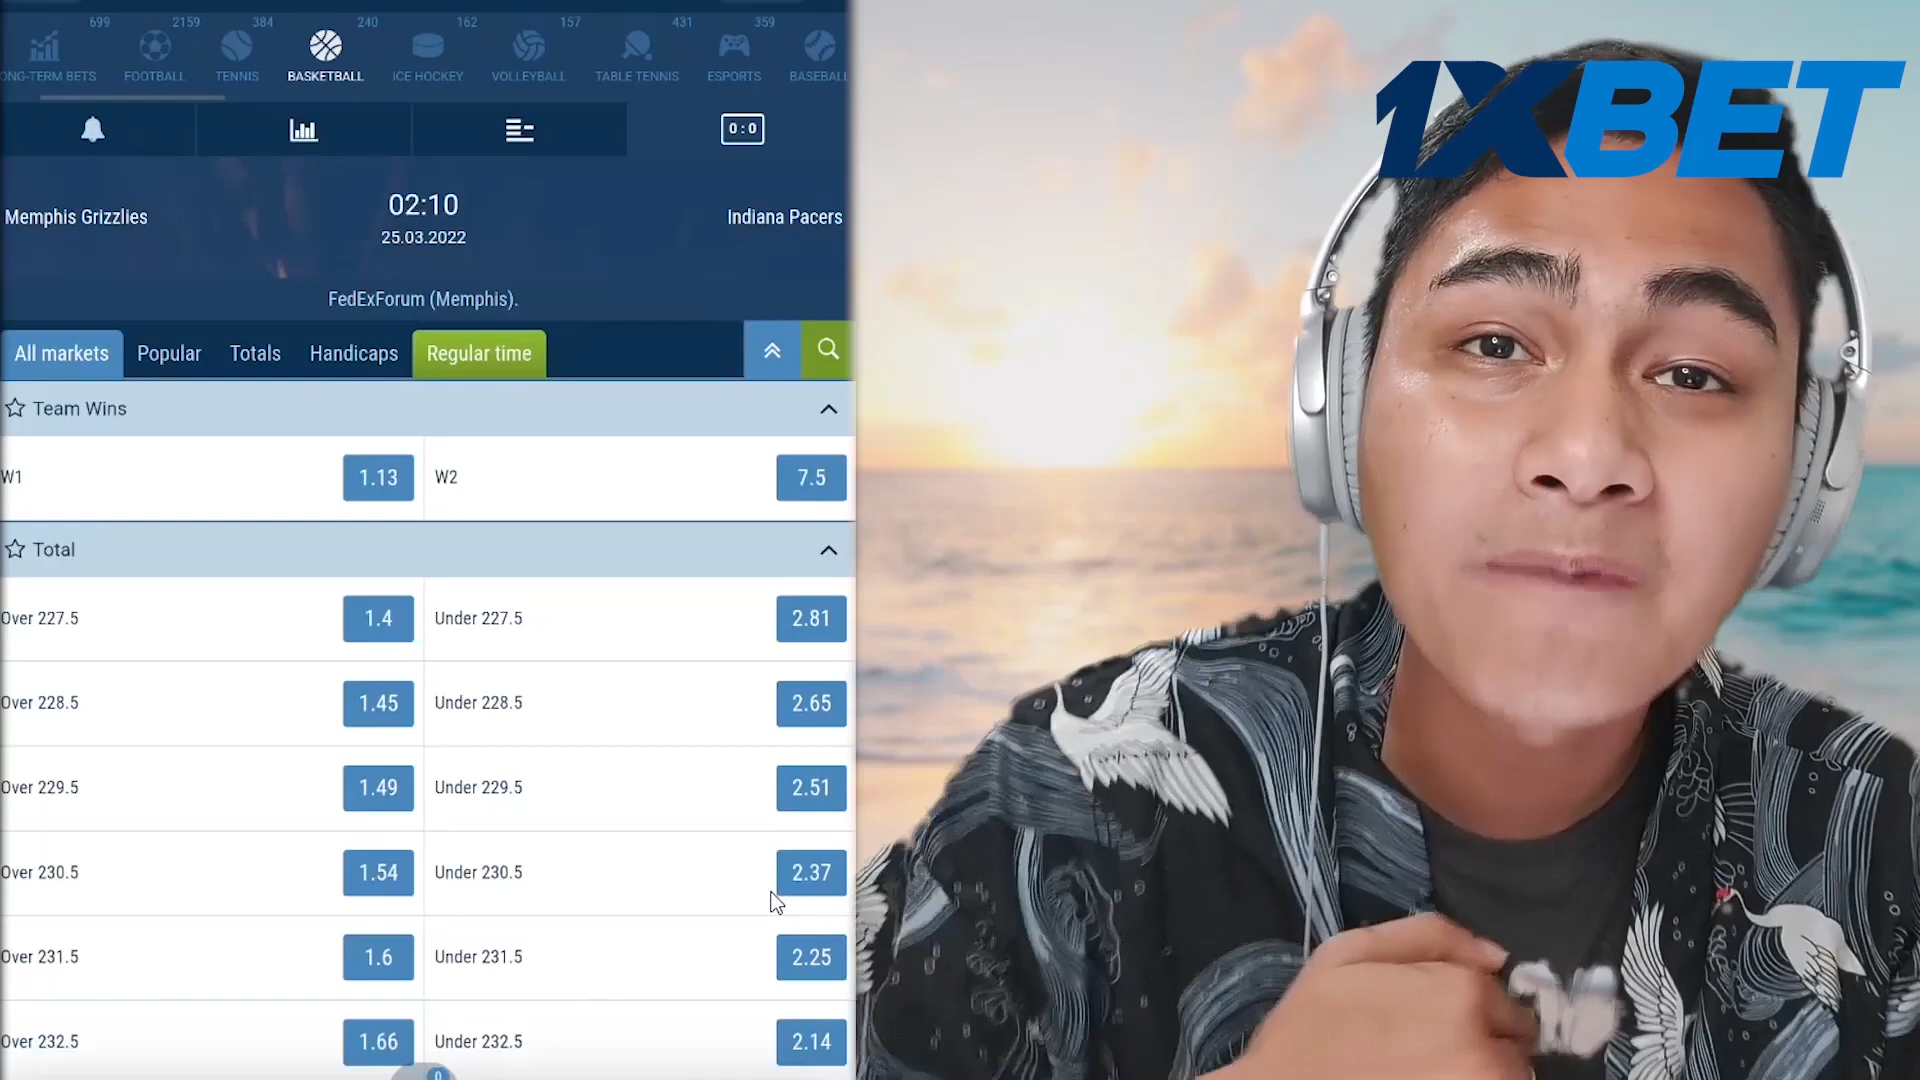 699 2159 384 240 162 157 431 359
ONG-TERM BETS FOOTBALL TENNIS BASKETBALL ICE HOCKEY VOLLEYBALL TABLE TENNIS ESPORTS BASEBALL
0:0
Memphis Grizzlies 02:10 Indiana Pacers
25.03.2022
FedExForum (Memphis).
All markets Popular Totals Handicaps Regular time
Team Wins
W1 1.13 W2 7.5
Total
Over 227.5 1.4 Under 227.5 2.81
Over 228.5 1.45 Under 228.5 2.65
Over 229.5 1.49 Under 229.5 2.51
Over 230.5 1.54 Under 230.5 2.37
Over 231.5 1.6 Under 231.5 2.25
Over 232.5 1.66 Under 232.5 2.14
0
1XBET